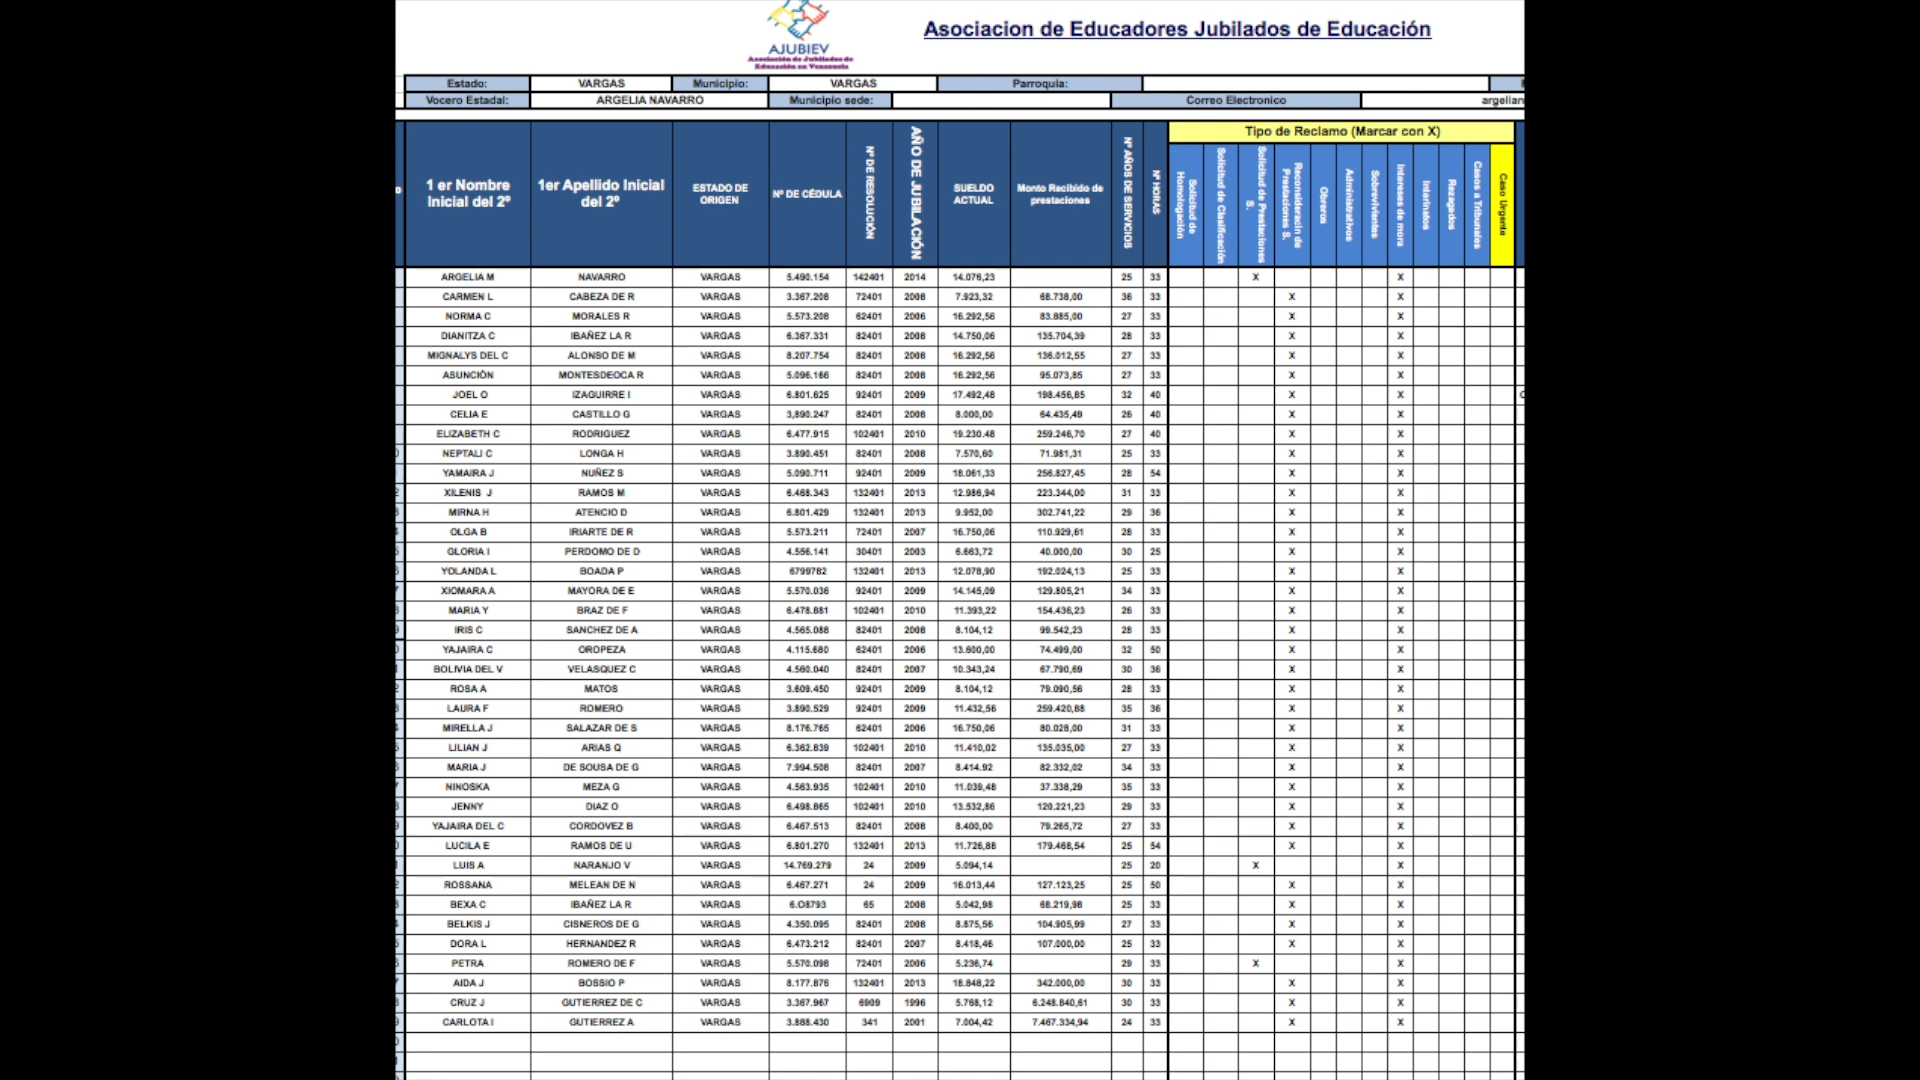 AJUBIEV
Asociación de Jubilados de
Educación en Venezuela
Asociacion de Educadores Jubilados de Educación
Estado: VARGAS Municipio: VARGAS Parroquia:
Vocero Estadal: ARGELIA NAVARRO Municipio sede: Correo Electronico argelian
Tipo de Reclamo (Marcar con X)
1 er Nombre Inicial del 2º 1er Apellido Inicial del 2º ESTADO DE ORIGEN Nº DE CÉDULA Nº DE RESOLUCIÓN AÑO DE JUBILACIÓN SUELDO ACTUAL Monto Recibido de prestaciones Nº AÑOS DE SERVICIOS Nº HORAS Solicitud de Homologación Solicitud de Clasificación Solicitud de Prestaciones S. Reconsideracin de Prestaciones S. Obreros Administrativos Sobrevivientes Intereses de mora Interinatos Rezagados Casos a Tribunales Caso Urgente
ARGELIA M NAVARRO VARGAS 5.490.154 142401 2014 14.076,23 25 33 X X
CARMEN L CABEZA DE R VARGAS 3.367.208 72401 2008 7.923,32 68.738,00 36 33 X X
NORMA C MORALES R VARGAS 5.573.208 62401 2006 16.292,56 83.885,00 27 33 X X
DIANITZA C IBAÑEZ LA R VARGAS 6.367.331 82401 2008 14.750,06 135.704,39 28 33 X X
MIGNALYS DEL C ALONSO DE M VARGAS 8.207.754 82401 2008 16.292,56 136.012,55 27 33 X X
ASUNCIÒN MONTESDEOCA R VARGAS 5.096.166 82401 2008 16.292,56 95.073,85 27 33 X X
JOEL O IZAGUIRRE I VARGAS 6.801.625 92401 2009 17.492,48 198.456,85 32 40 X X
CELIA E CASTILLO G VARGAS 3,890.247 82401 2008 8.000,00 64.435,49 26 40 X X
ELIZABETH C RODRIGUEZ VARGAS 6.477.915 102401 2010 19.230.48 259.246,70 27 40 X X
NEPTALI C LONGA H VARGAS 3.890.451 82401 2008 7.570,60 71.981,31 25 33 X X
YAMAIRA J NUÑEZ S VARGAS 5.090.711 92401 2009 18.061,33 256.827,45 28 54 X X
XILENIS J RAMOS M VARGAS 6.468.343 132401 2013 12.986,94 223.344,00 31 33 X X
MIRNA H ATENCIO D VARGAS 6.801.429 132401 2013 9.952,00 302.741,22 29 36 X X
OLGA B IRIARTE DE R VARGAS 5.573.211 72401 2007 16.750,06 110.929,61 28 33 X X
GLORIA I PERDOMO DE D VARGAS 4.556.141 30401 2003 6.663,72 40.000,00 30 25 X X
YOLANDA L BOADA P VARGAS 6799782 132401 2013 12.078,90 192.024,13 25 33 X X
XIOMARA A MAYORA DE E VARGAS 5.570.036 92401 2009 14.145,09 129.805,21 34 33 X X
MARIA Y BRAZ DE F VARGAS 6.478.881 102401 2010 11.393,22 154.436,23 26 33 X X
IRIS C SANCHEZ DE A VARGAS 4.565.088 82401 2008 8.104,12 99.542,23 28 33 X X
YAJAIRA C OROPEZA VARGAS 4.115.680 62401 2006 13.600,00 74.499,00 32 50 X X
BOLIVIA DEL V VELASQUEZ C VARGAS 4.560.040 82401 2007 10.343,24 67.790,69 30 36 X X
ROSA A MATOS VARGAS 3.609.450 92401 2009 8.104,12 79.090,56 28 33 X X
LAURA F ROMERO VARGAS 3.890.529 92401 2009 11.432,56 259.420,88 35 36 X X
MIRELLA J SALAZAR DE S VARGAS 8.176.765 62401 2006 16.750,06 80.028,00 31 33 X X
LILIAN J ARIAS Q VARGAS 6.362.839 102401 2010 11.410,02 135.035,00 27 33 X X
MARIA J DE SOUSA DE G VARGAS 7.994.508 82401 2007 8.414.92 82.332,02 34 33 X X
NINOSKA MEZA G VARGAS 4.563.935 102401 2010 11.039,48 37.338,29 35 33 X X
JENNY DIAZ O VARGAS 6.498.865 102401 2010 13.532,86 120.221,23 29 33 X X
YAJAIRA DEL C CORDOVEZ B VARGAS 6.467.513 82401 2008 8.400,00 79.265,72 27 33 X X
LUCILA E RAMOS DE U VARGAS 6.801.270 132401 2013 11.726,88 179.468,54 25 54 X X
LUIS A NARANJO V VARGAS 14.769.279 24 2009 5.094,14 25 20 X X
ROSSANA MELEAN DE N VARGAS 6.467.271 24 2009 16.013,44 127.123,25 25 50 X X
BEXA C IBAÑEZ LA R VARGAS 6.O8793 65 2008 5.042,98 68.219,98 25 33 X X
BELKIS J CISNEROS DE G VARGAS 4.350.095 82401 2008 8.875,56 104.905,99 27 33 X X
DORA L HERNANDEZ R VARGAS 6.473.212 82401 2007 8.418,46 107.000,00 25 33 X X
PETRA ROMERO DE F VARGAS 5.570.098 72401 2006 5.236,74 29 33 X X
AIDA J BOSSIO P VARGAS 8.177.876 132401 2013 18.848,22 342.000,00 30 33 X X
CRUZ J GUTIERREZ DE C VARGAS 3.367.967 6909 1996 5.768,12 6.248.840,61 30 33 X X
CARLOTA I GUTIERREZ A VARGAS 3.888.430 341 2001 7.004,42 7.467.334,94 24 33 X X